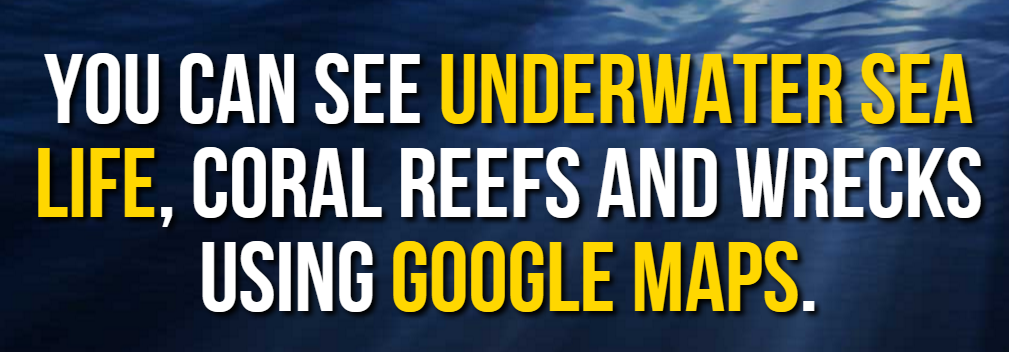 YOU CAN SEE UNDERWATER SEA
LIFE, CORAL REEFS AND WRECKS
USING GOOGLE MAPS.